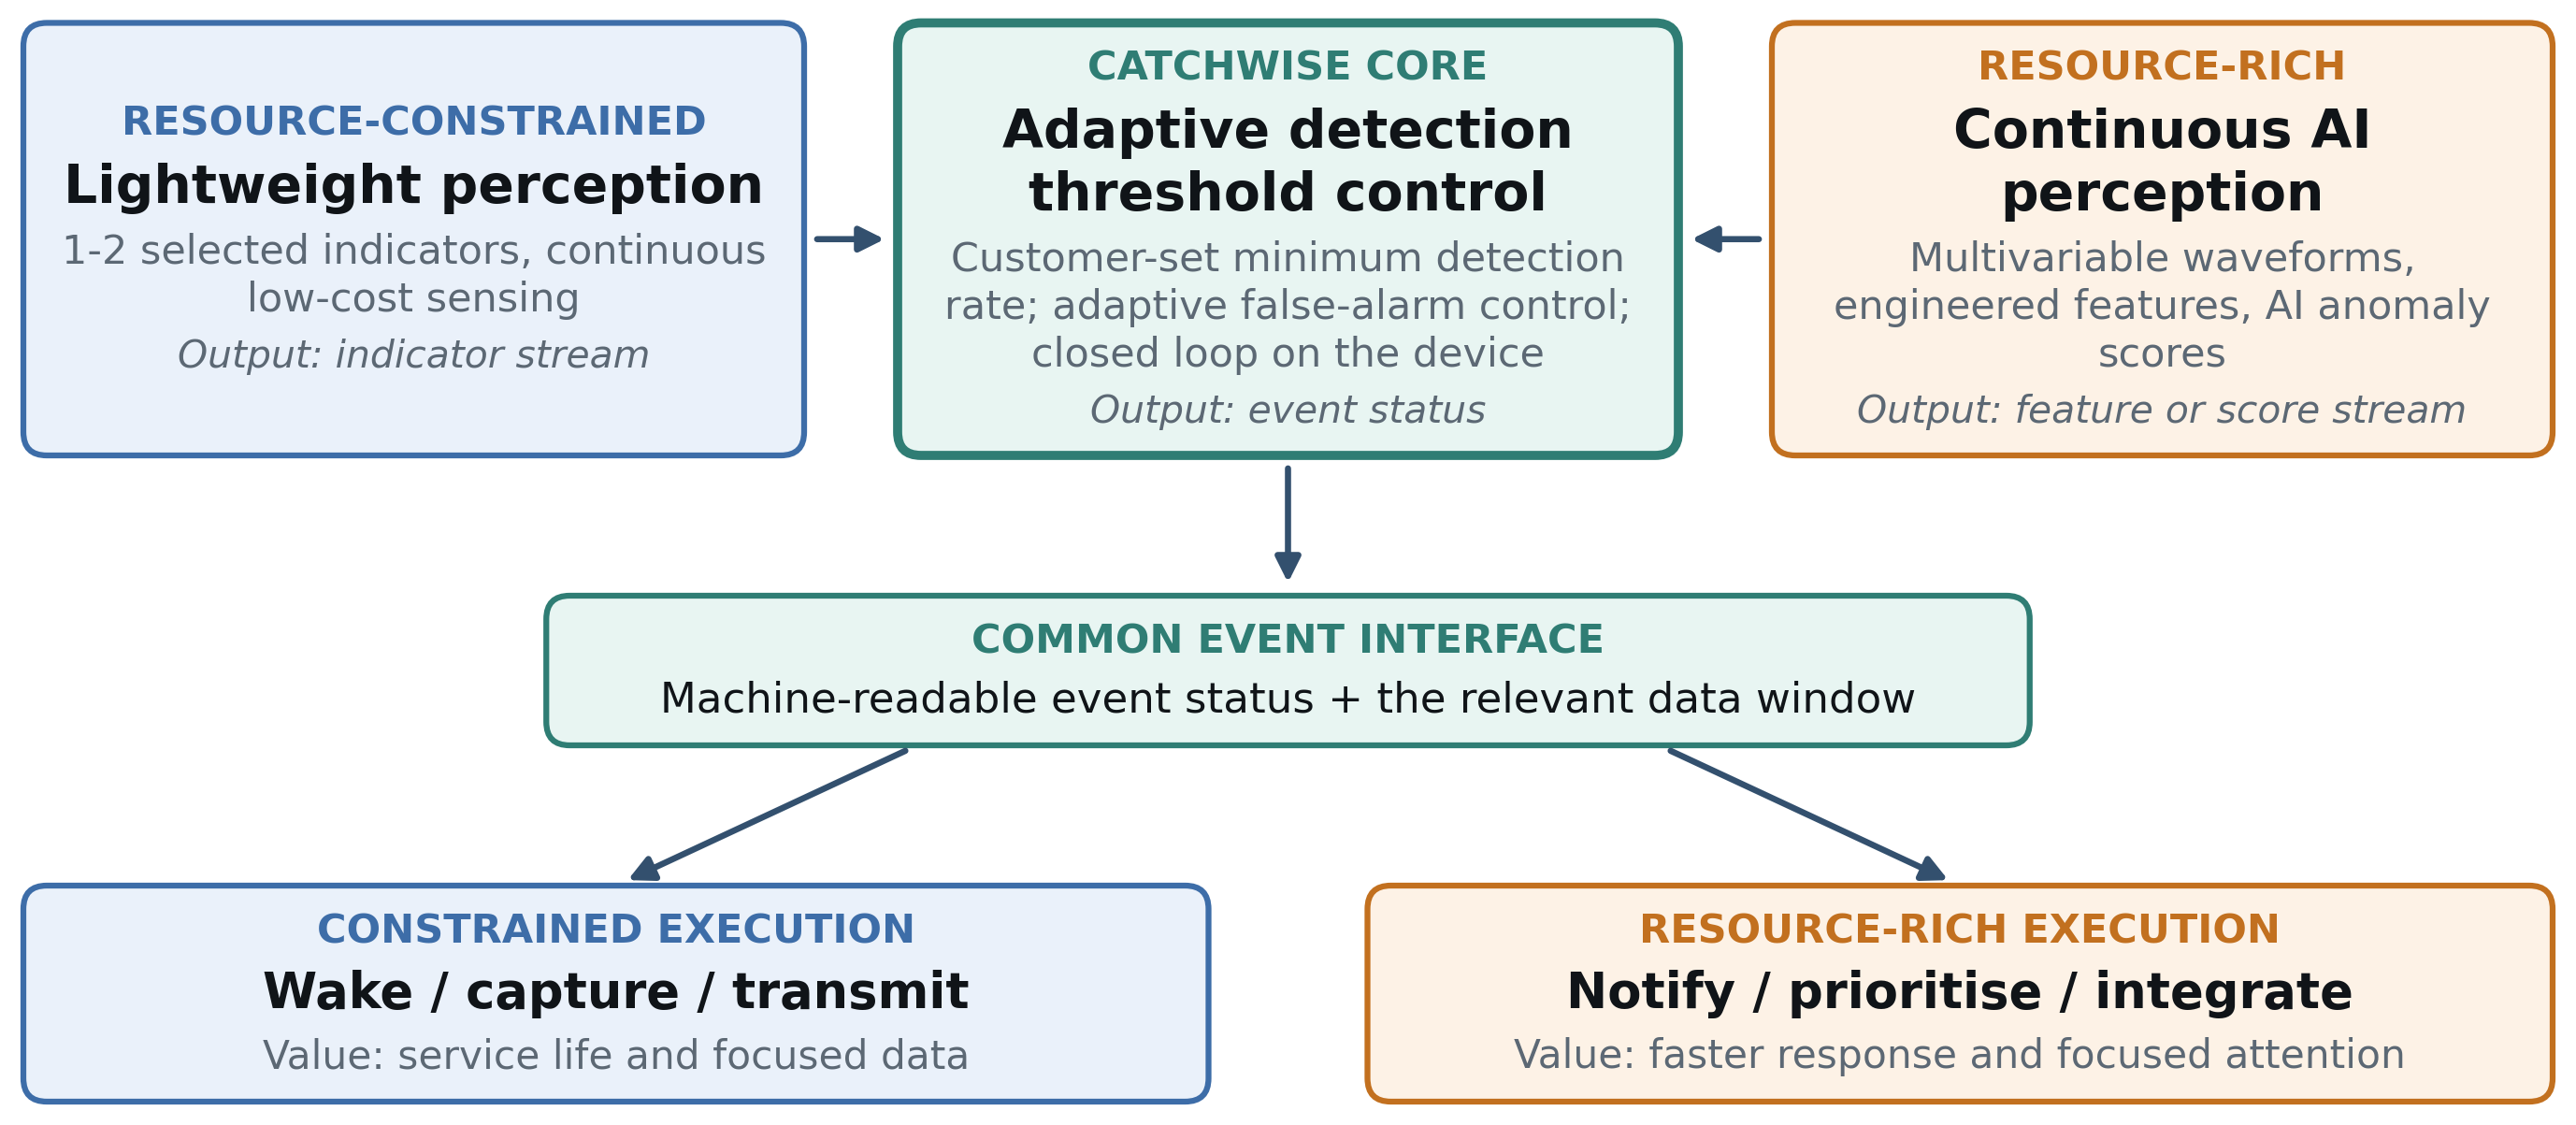 RESOURCE-CONSTRAINED
Lightweight perception
1-2 selected indicators, continuous
low-cost sensing
Output: indicator stream
CATCHWISE CORE
Adaptive detection
threshold control
Customer-set minimum detection
rate; adaptive false-alarm control;
closed loop on the device
Output: event status
RESOURCE-RICH
Continuous AI
perception
Multivariable waveforms,
engineered features, AI anomaly
scores
Output: feature or score stream
COMMON EVENT INTERFACE
Machine-readable event status + the relevant data window
CONSTRAINED EXECUTION
Wake / capture / transmit
Value: service life and focused data
RESOURCE-RICH EXECUTION
Notify / prioritise / integrate
Value: faster response and focused attention